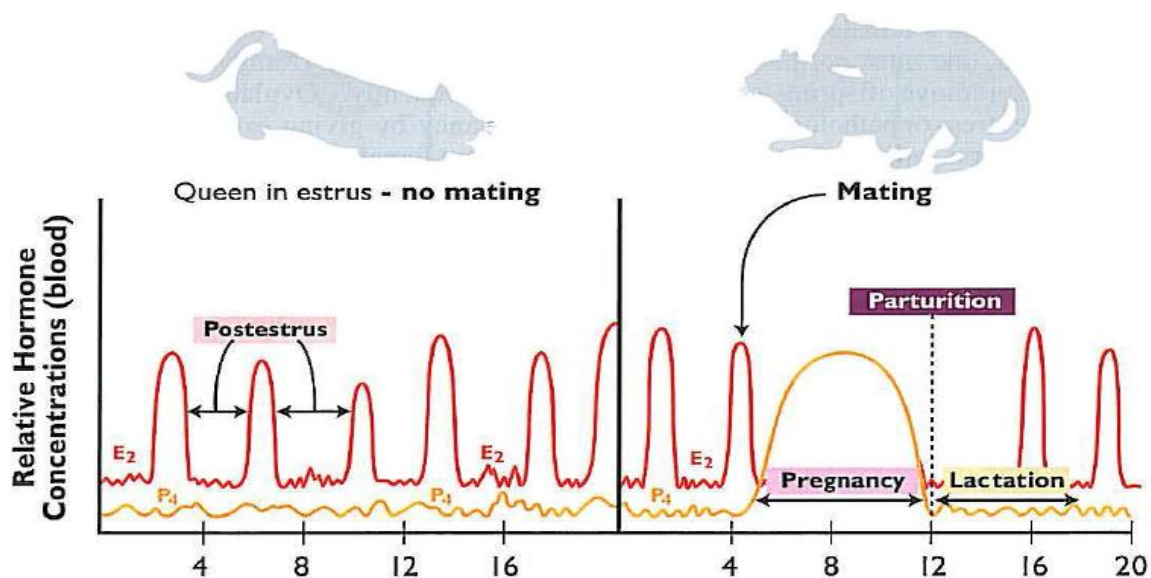 Queen in estrus - no mating
Mating
Relative Hormone
Concentrations (blood)
Postestrus
E2
P4
E2
P4
4 8 12 16
Parturition
E2
P4
Pregnancy
Lactation
4 8 12 16 20